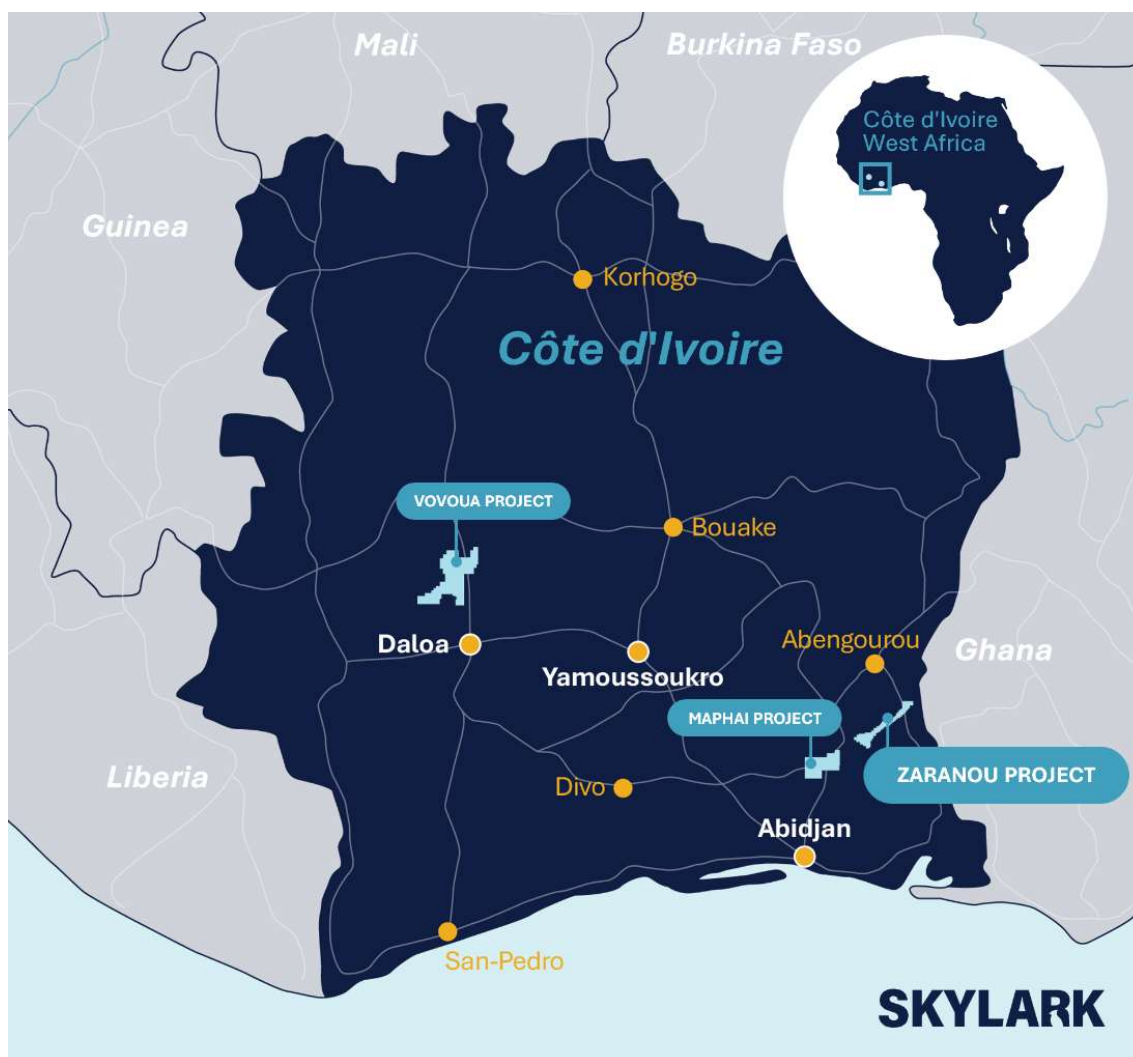 Mali
Burkina Faso
Côte d'Ivoire
West Africa
Guinea
Korhogo
Côte d'Ivoire
VOVOUA PROJECT
Bouake
Daloa
Yamoussoukro
Abengourou
Ghana
MAPHAI PROJECT
Liberia
ZARANOU PROJECT
Divo
Abidjan
San-Pedro
SKYLARK